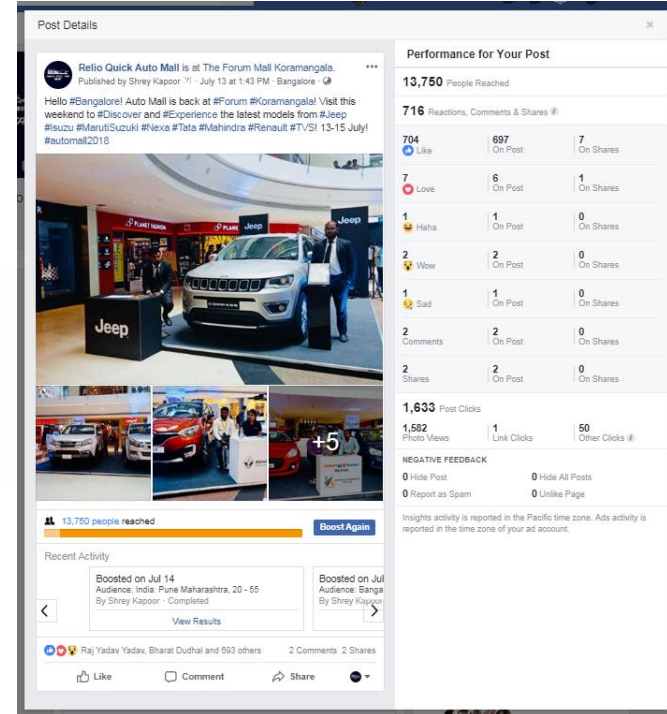 Post Details
Relio Quick Auto Mall is at The Forum Mall Koramangala.
Published by Shrey Kapoor · July 13 at 1:43 PM · Bangalore ·
Hello #Bangalore! Auto Mall is back at #Forum #Koramangala! Visit this
weekend to #Discover and #Experience the latest models from #Jeep
#Isuzu #MarutiSuzuki #Nexa #Tata #Mahindra #Renault #TVS! 13-15 July!
#automall2018
PLANET FASHION
Jeep
Jeep
COMPASS
Jeep
+5
13,750 people reached
Boost Again
Recent Activity
Boosted on Jul 14
Audience: India: Pune Maharashtra, 20 - 55
By Shrey Kapoor · Completed
View Results
Boosted on Jul
Audience: Banga
By Shrey Kapoor
Raj Yadav Yadav, Bharat Dudhal and 693 others
2 Comments 2 Shares
Like Comment Share
Performance for Your Post
13,750 People Reached
716 Reactions, Comments & Shares
704 697 7
Like On Post On Shares
7 6 1
Love On Post On Shares
1 1 0
Haha On Post On Shares
2 2 0
Wow On Post On Shares
1 1 0
Sad On Post On Shares
2 2 0
Comments On Post On Shares
2 2 0
Shares On Post On Shares
1,633 Post Clicks
1,582 1 50
Photo Views Link Clicks Other Clicks
NEGATIVE FEEDBACK
0 Hide Post 0 Hide All Posts
0 Report as Spam 0 Unlike Page
Insights activity is reported in the Pacific time zone. Ads activity is
reported in the time zone of your ad account.